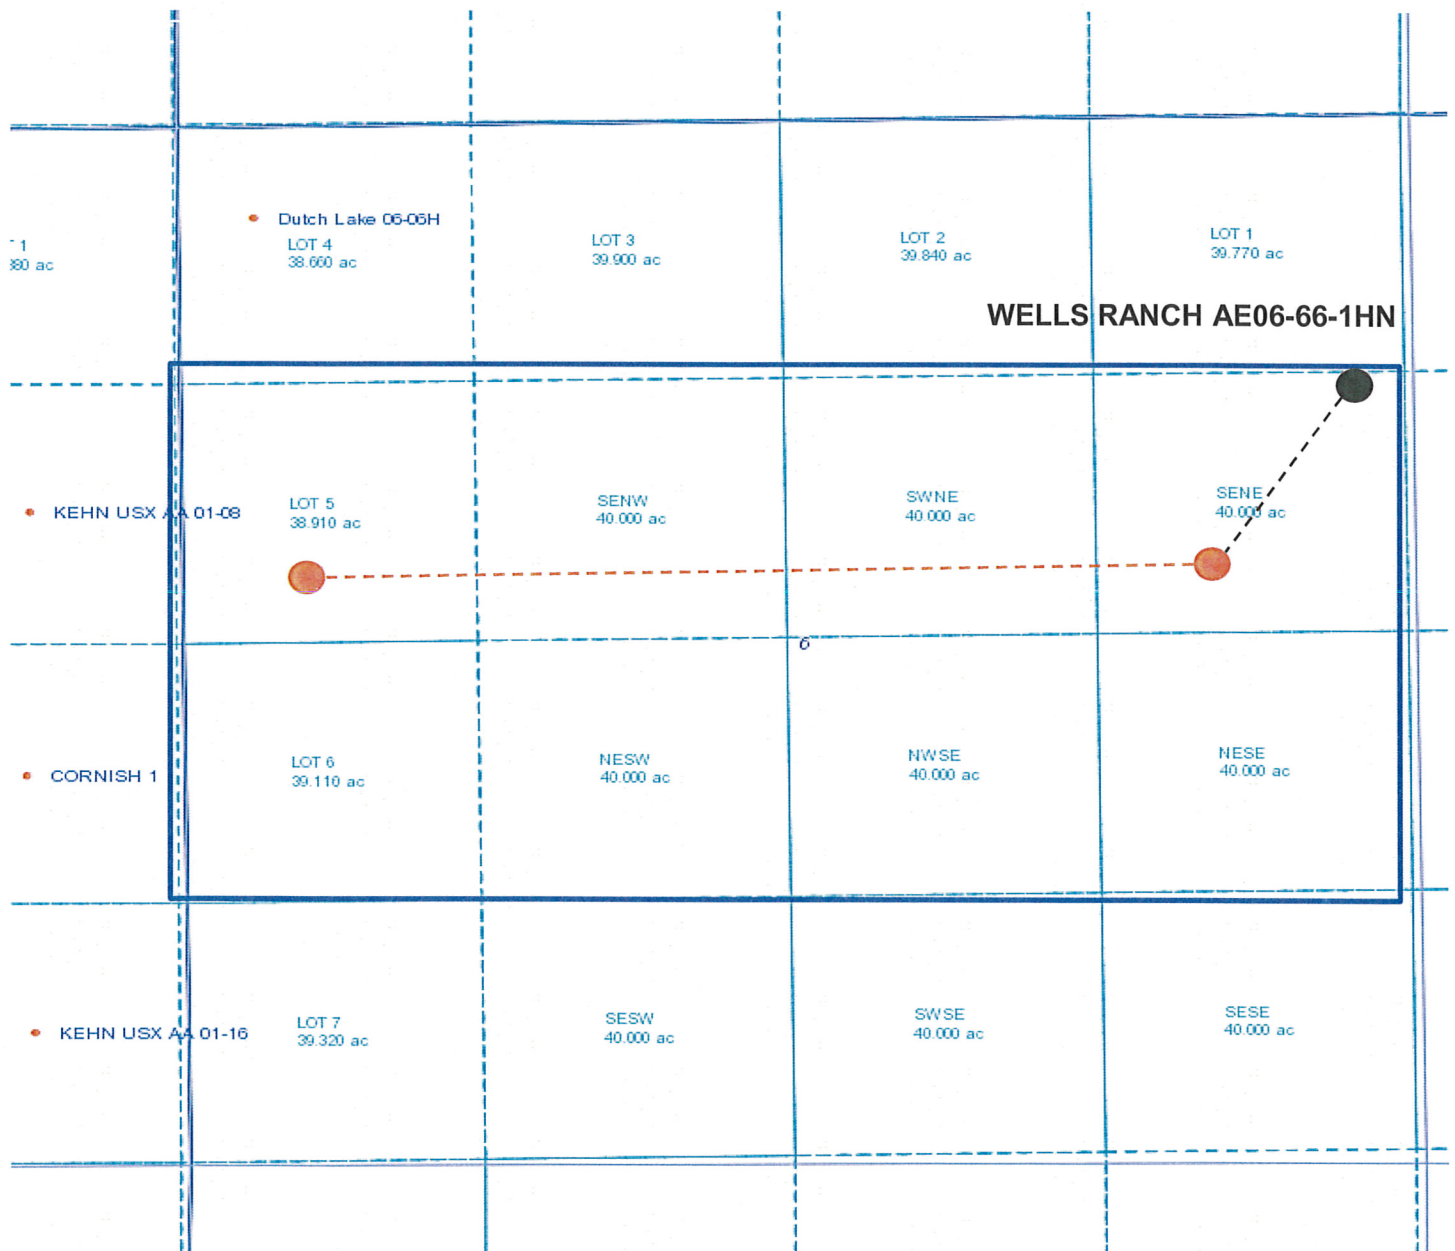 Dutch Lake 06-06H
1
380 ac
LOT 4
38.660 ac
LOT 3
39.900 ac
LOT 2
39.840 ac
LOT 1
39.770 ac
WELLS RANCH AE06-66-1HN
KEHN USX AA 01-08
LOT 5
38.910 ac
SENW
40.000 ac
SWNE
40.000 ac
SENE
40.000 ac
6
CORNISH 1
LOT 6
39.110 ac
NESW
40.000 ac
NWSE
40.000 ac
NESE
40.000 ac
KEHN USX AA 01-16
LOT 7
39.320 ac
SESW
40.000 ac
SWSE
40.000 ac
SESE
40.000 ac